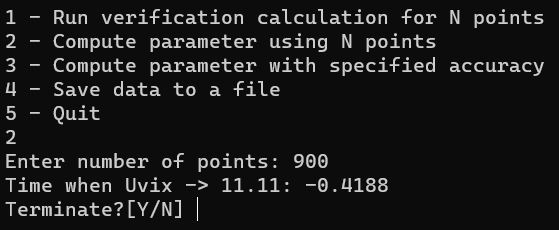 1 - Run verification calculation for N points
2 - Compute parameter using N points
3 - Compute parameter with specified accuracy
4 - Save data to a file
5 - Quit
2
Enter number of points: 900
Time when Uvix -> 11.11: -0.4188
Terminate?[Y/N]